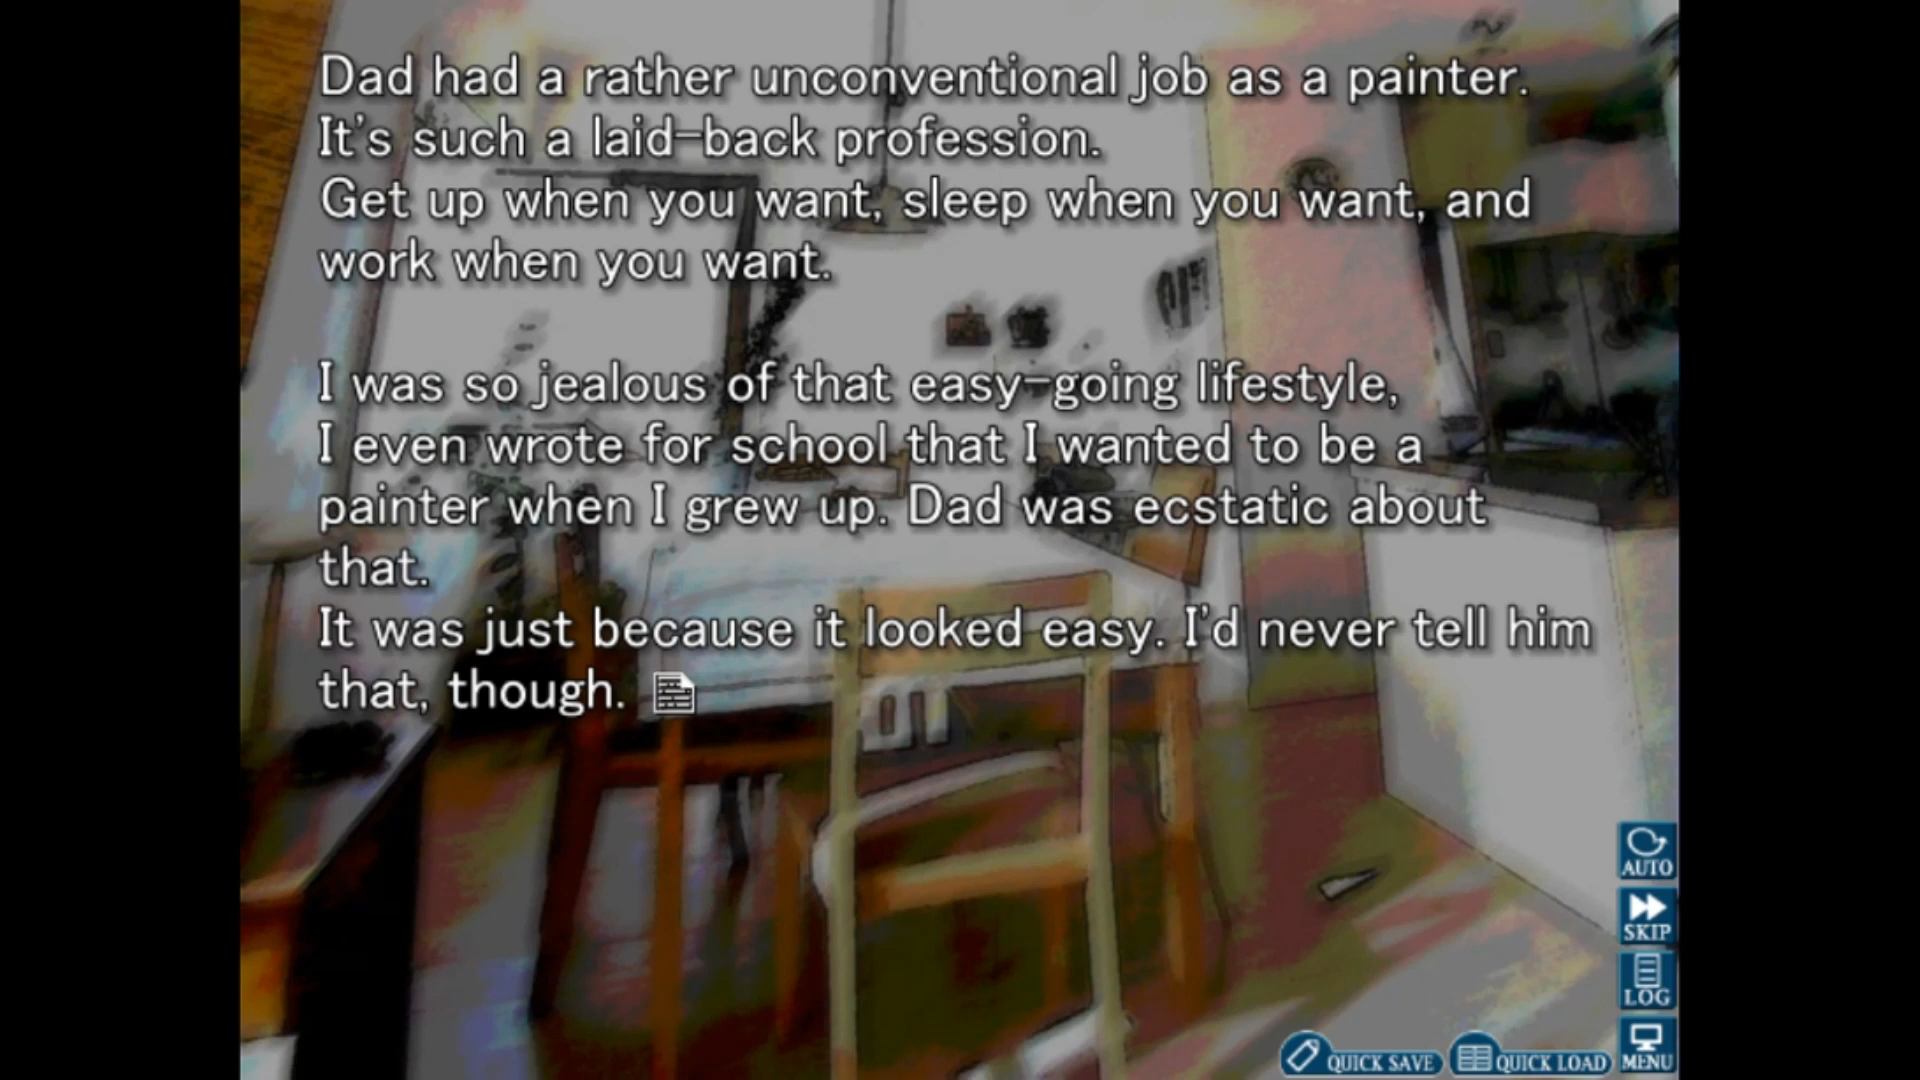 Dad had a rather unconventional job as a painter.
It's such a laid-back profession.
Get up when you want, sleep when you want, and
work when you want.
I was so jealous of that easy-going lifestyle,
I even wrote for school that I wanted to be a
painter when I grew up. Dad was ecstatic about
that.
It was just because it looked easy. I'd never tell him
that, though.
AUTO
SKIP
LOG
MENU
QUICK SAVE
QUICK LOAD